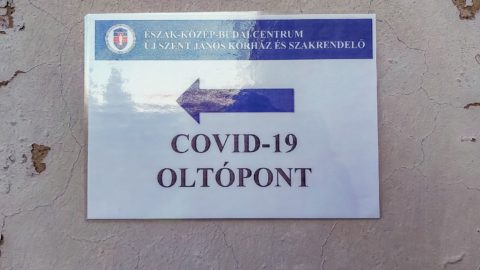 ÉSZAK-KÖZÉP-BUDAI CENTRUM
ÚJ SZENT JÁNOS KÓRHÁZ ÉS SZAKRENDELŐ
COVID-19
OLTÓPONT